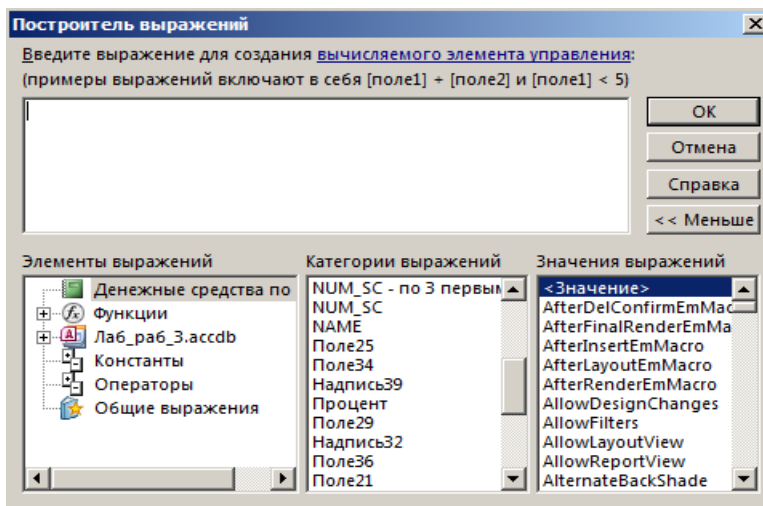 Построитель выражений
Введите выражение для создания вычисляемого элемента управления:
(примеры выражений включают в себя [поле1] + [поле2] и [поле1] < 5)
ОК
Отмена
Справка
<< Меньше
Элементы выражений
Категории выражений
Значения выражений
Денежные средства по
Функции
Лаб_раб_3.accdb
Константы
Операторы
Общие выражения
NUM_SC - по 3 первым
NUM_SC
NAME
Поле25
Поле34
Надпись39
Процент
Поле29
Надпись32
Поле36
Поле21
<Значение>
AfterDelConfirmEmMac
AfterFinalRenderEmMa
AfterInsertEmMacro
AfterLayoutEmMacro
AfterRenderEmMacro
AllowDesignChanges
AllowFilters
AllowLayoutView
AllowReportView
AlternateBackShade